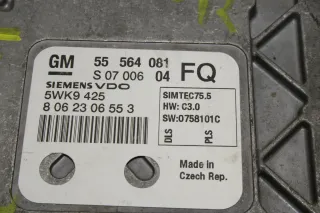 GM 55 564 081
S 07 006 04 FQ
SIEMENS VDO
5WK9 425
8 06 23 06 55 3
SIMTEC75.5
HW: C3.0
SW:0758101C
DLS PLS
Made in
Czech Rep.